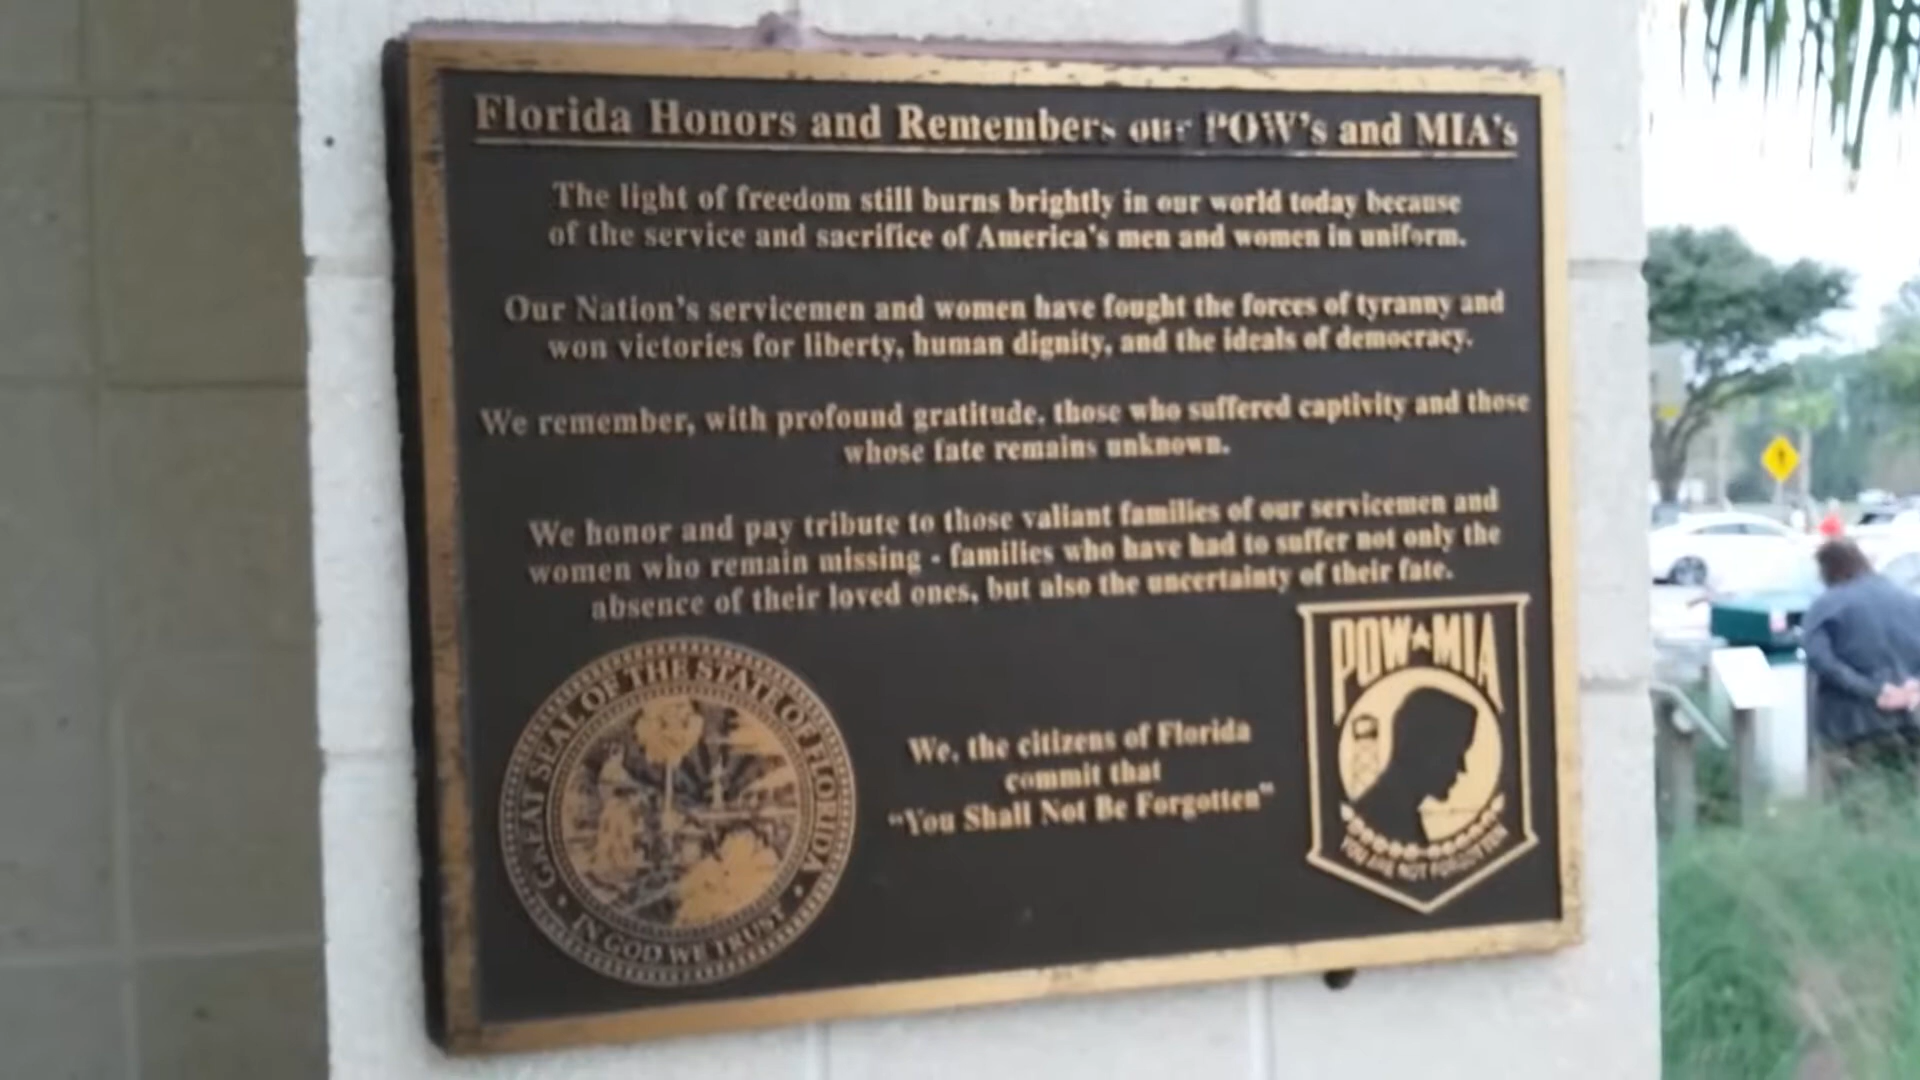 Florida Honors and Remembers our POW's and MIA's
The light of freedom still burns brightly in our world today because
of the service and sacrifice of America's men and women in uniform.
Our Nation's servicemen and women have fought the forces of tyranny and
won victories for liberty, human dignity, and the ideals of democracy.
We remember, with profound gratitude, those who suffered captivity and those
whose fate remains unknown.
We honor and pay tribute to those valiant families of our servicemen and
women who remain missing - families who have had to suffer not only the
absence of their loved ones, but also the uncertainty of their fate.
GREAT SEAL OF THE STATE OF FLORIDA
IN GOD WE TRUST
We, the citizens of Florida
commit that
"You Shall Not Be Forgotten"
POW★MIA
YOU ARE NOT FORGOTTEN